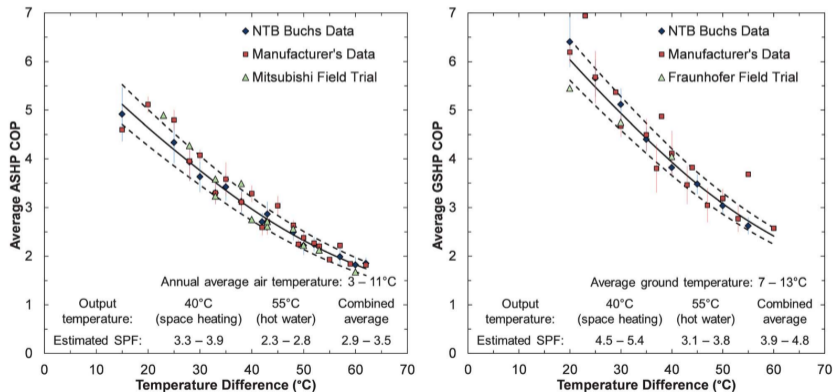 7
6
5
4
3
2
1
0
Average ASHP COP
NTB Buchs Data
Manufacturer's Data
Mitsubishi Field Trial
Annual average air temperature: 3 – 11°C
Output temperature: 40°C (space heating) 55°C (hot water) Combined average
Estimated SPF: 3.3 – 3.9 2.3 – 2.8 2.9 – 3.5
0 10 20 30 40 50 60 70
Temperature Difference (°C)
7
6
5
4
3
2
1
0
Average GSHP COP
NTB Buchs Data
Manufacturer's Data
Fraunhofer Field Trial
Average ground temperature: 7 – 13°C
Output temperature: 40°C (space heating) 55°C (hot water) Combined average
Estimated SPF: 4.5 – 5.4 3.1 – 3.8 3.9 – 4.8
0 10 20 30 40 50 60 70
Temperature Difference (°C)